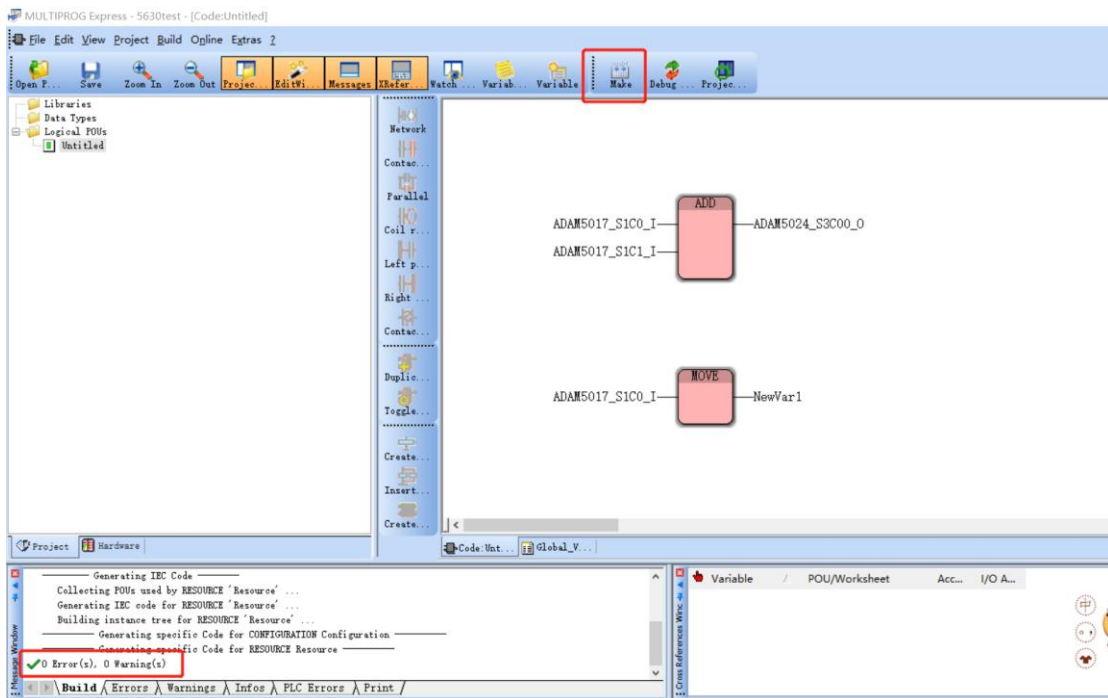 MULTIPROG Express - 5630test - [Code:Untitled]
File Edit View Project Build Online Extras ?
Open P... Save Zoom In Zoom Out Projec... EditWi... Messages XRefer... Watch ... Variab... Variable Make Debug ... Projec...
Libraries
Data Types
Logical POUs
Untitled
Network
Contac...
Parallel
Coil r...
Left p...
Right ...
Contac...
Duplic...
Toggle...
Create...
Insert...
Create...
ADD
ADAM5017_S1C0_I
ADAM5024_S3C00_O
ADAM5017_S1C1_I
MOVE
ADAM5017_S1C0_I
NewVar1
Project Hardware
Code:Unt... Global_V...
Message Window
Generating IEC Code
Collecting POUs used by RESOURCE 'Resource' ...
Generating IEC code for RESOURCE 'Resource' ...
Building instance tree for RESOURCE 'Resource' ...
Generating specific Code for CONFIGURATION Configuration
Generating specific Code for RESOURCE Resource
0 Error(s), 0 Warning(s)
Build Errors Warnings Infos PLC Errors Print
Cross References Winc
Variable / POU/Worksheet Acc... I/O A...
中